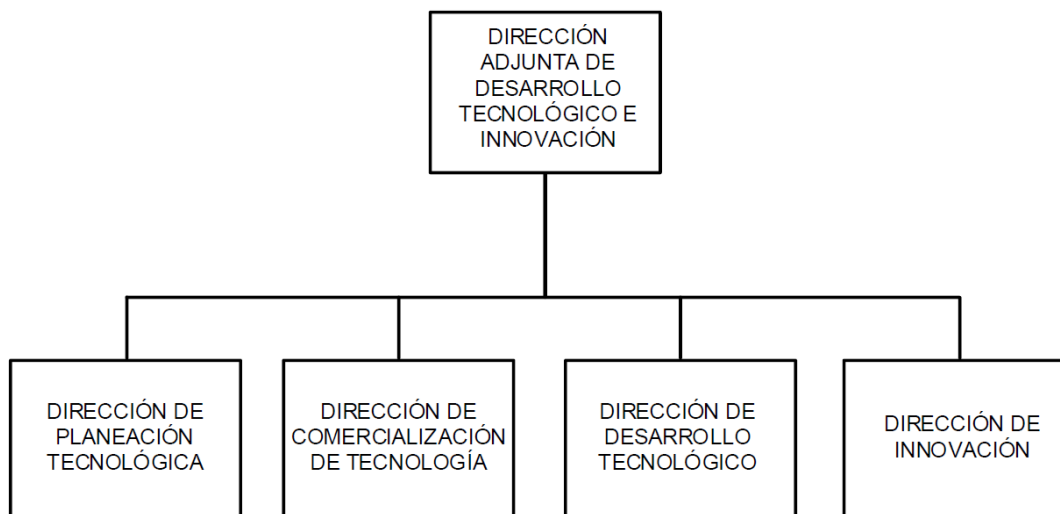 DIRECCIÓN
ADJUNTA DE
DESARROLLO
TECNOLÓGICO E
INNOVACIÓN
DIRECCIÓN DE
PLANEACIÓN
TECNOLÓGICA
DIRECCIÓN DE
COMERCIALIZACIÓN
DE TECNOLOGÍA
DIRECCIÓN DE
DESARROLLO
TECNOLÓGICO
DIRECCIÓN DE
INNOVACIÓN